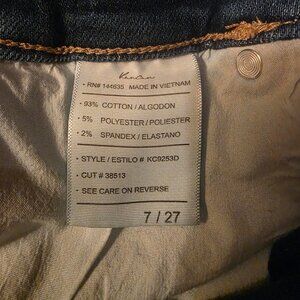 KanCan
- RN# 144635 MADE IN VIETNAM
- 93% COTTON / ALGODON
- 5% POLYESTER / POLIESTER
- 2% SPANDEX / ELASTANO
- STYLE / ESTILO # KC9253D
- CUT # 38513
- SEE CARE ON REVERSE
7 / 27